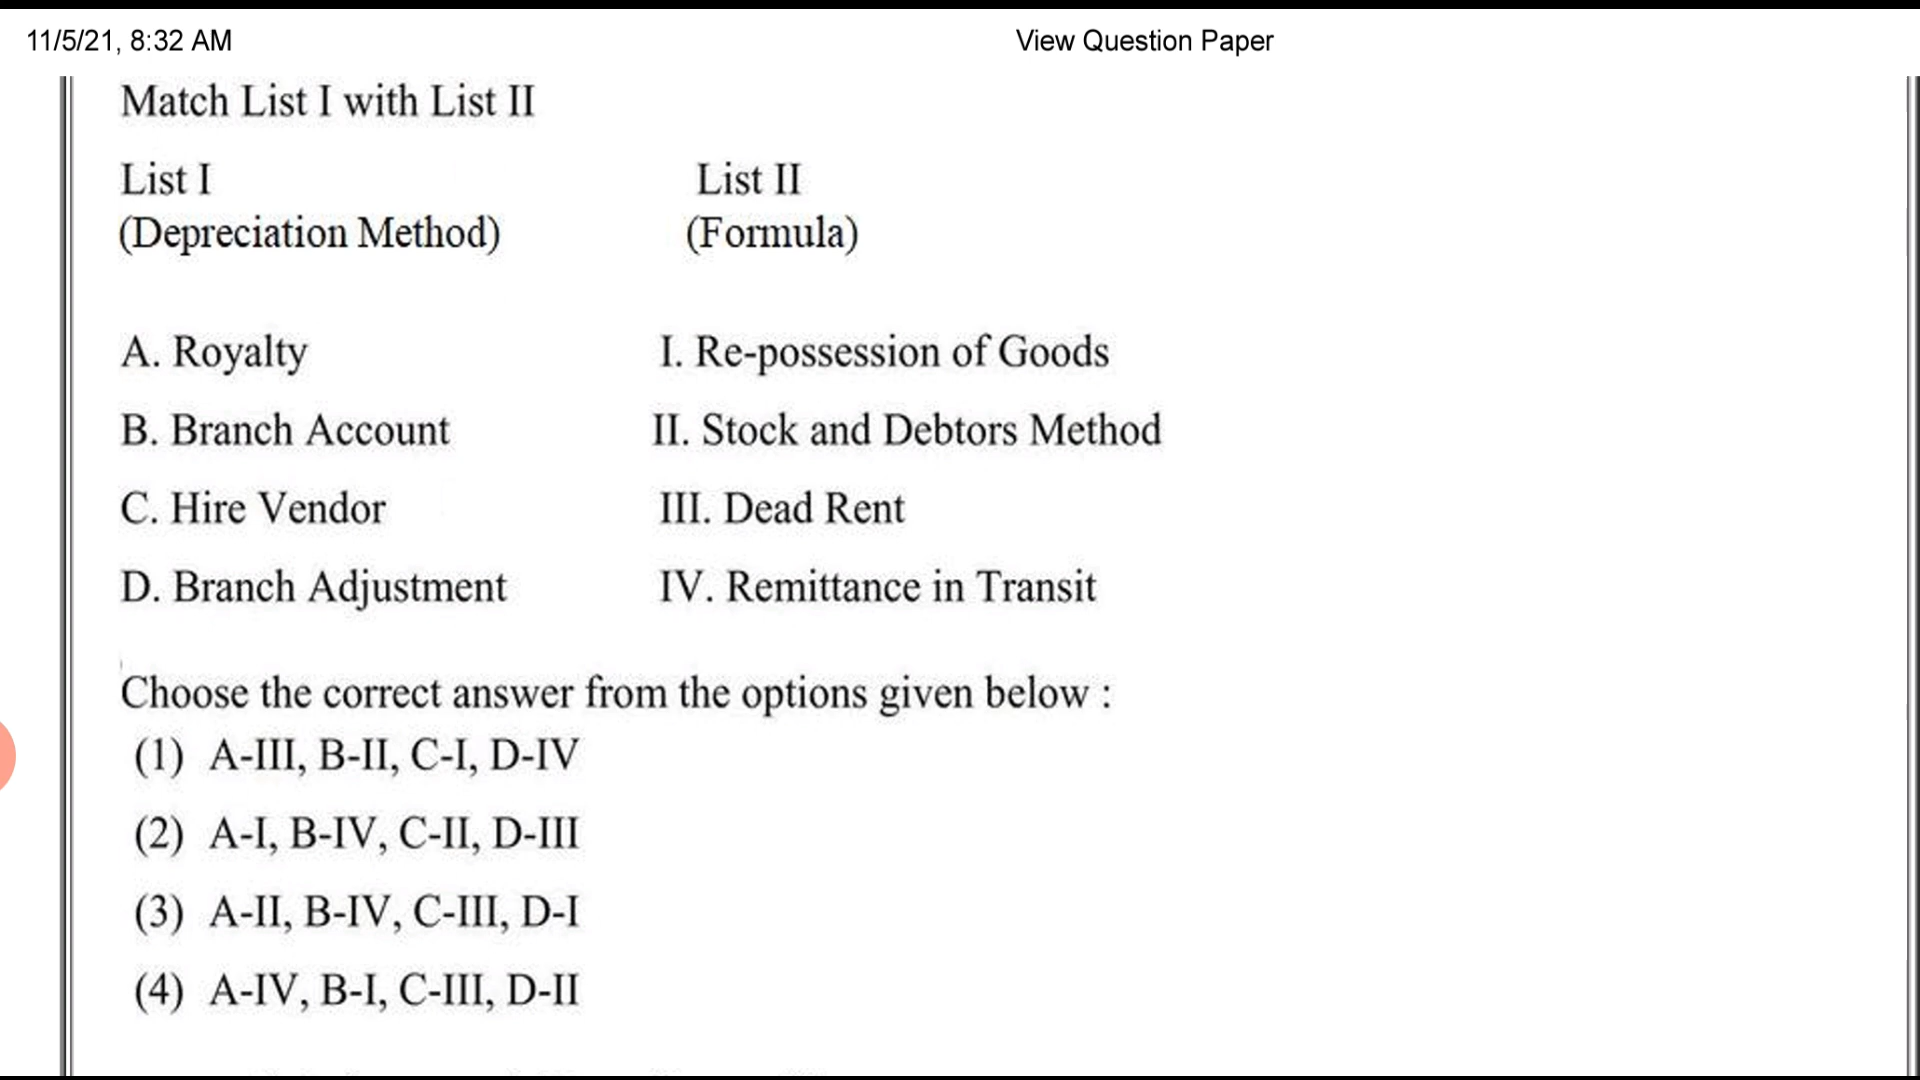 11/5/21, 8:32 AM View Question Paper
Match List I with List II
List I List II
(Depreciation Method) (Formula)
A. Royalty I. Re-possession of Goods
B. Branch Account II. Stock and Debtors Method
C. Hire Vendor III. Dead Rent
D. Branch Adjustment IV. Remittance in Transit
Choose the correct answer from the options given below :
(1) A-III, B-II, C-I, D-IV
(2) A-I, B-IV, C-II, D-III
(3) A-II, B-IV, C-III, D-I
(4) A-IV, B-I, C-III, D-II